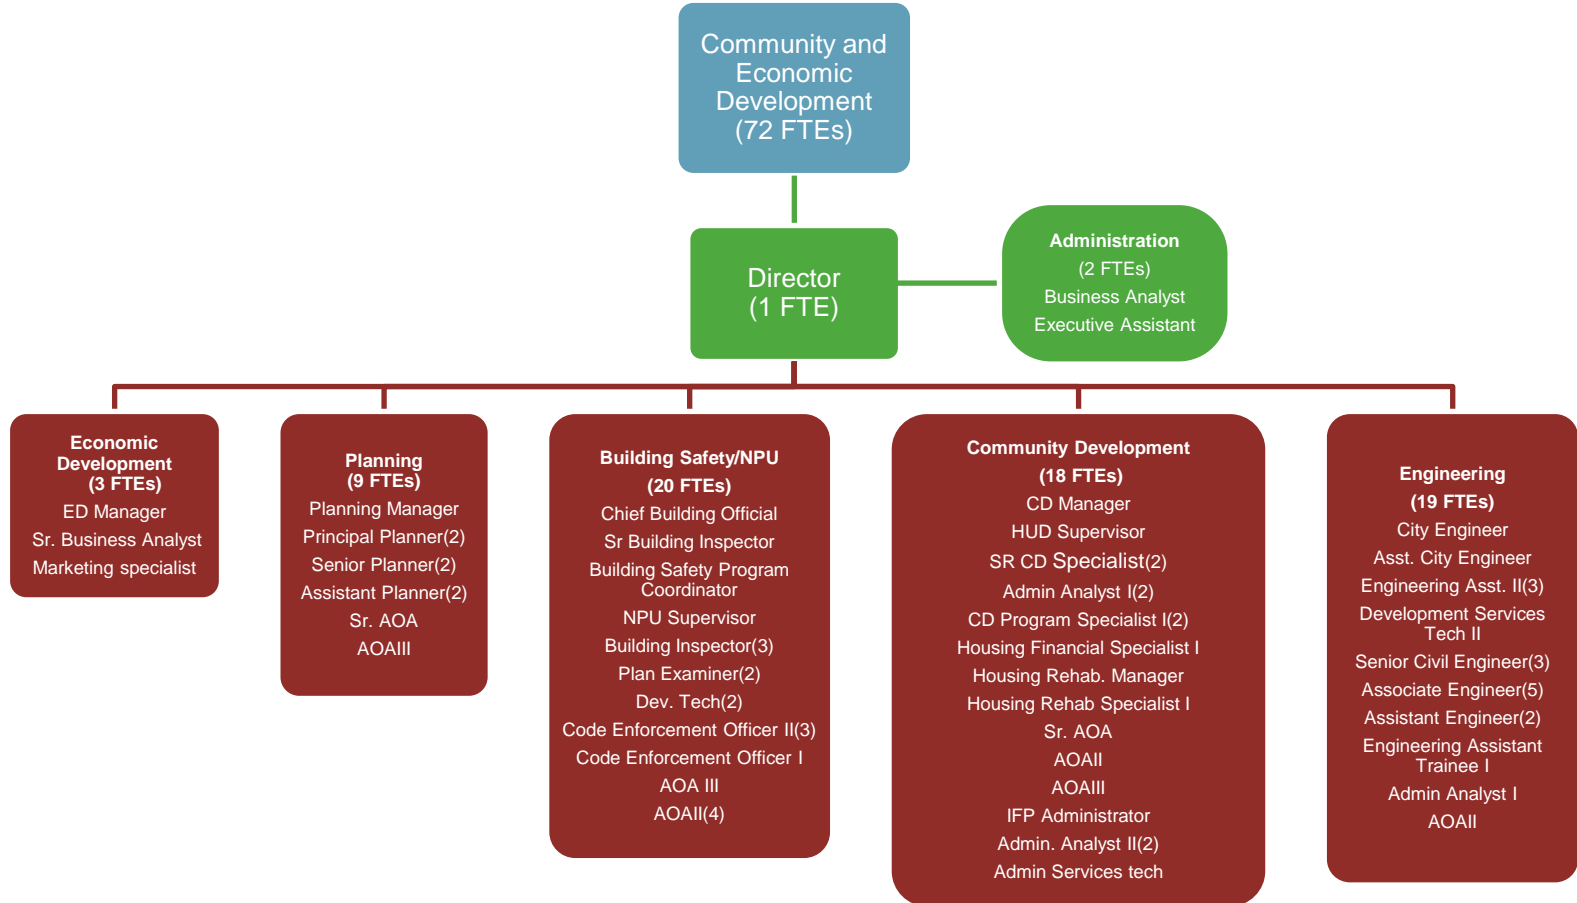 Community and
Economic
Development
(72 FTEs)
Director
(1 FTE)
Administration
(2 FTEs)
Business Analyst
Executive Assistant
Economic
Development
(3 FTEs)
ED Manager
Sr. Business Analyst
Marketing specialist
Planning
(9 FTEs)
Planning Manager
Principal Planner(2)
Senior Planner(2)
Assistant Planner(2)
Sr. AOA
AOAIII
Building Safety/NPU
(20 FTEs)
Chief Building Official
Sr Building Inspector
Building Safety Program
Coordinator
NPU Supervisor
Building Inspector(3)
Plan Examiner(2)
Dev. Tech(2)
Code Enforcement Officer II(3)
Code Enforcement Officer I
AOA III
AOAII(4)
Community Development
(18 FTEs)
CD Manager
HUD Supervisor
SR CD Specialist(2)
Admin Analyst I(2)
CD Program Specialist I(2)
Housing Financial Specialist I
Housing Rehab. Manager
Housing Rehab Specialist I
Sr. AOA
AOAII
AOAIII
IFP Administrator
Admin. Analyst II(2)
Admin Services tech
Engineering
(19 FTEs)
City Engineer
Asst. City Engineer
Engineering Asst. II(3)
Development Services
Tech II
Senior Civil Engineer(3)
Associate Engineer(5)
Assistant Engineer(2)
Engineering Assistant
Trainee I
Admin Analyst I
AOAII